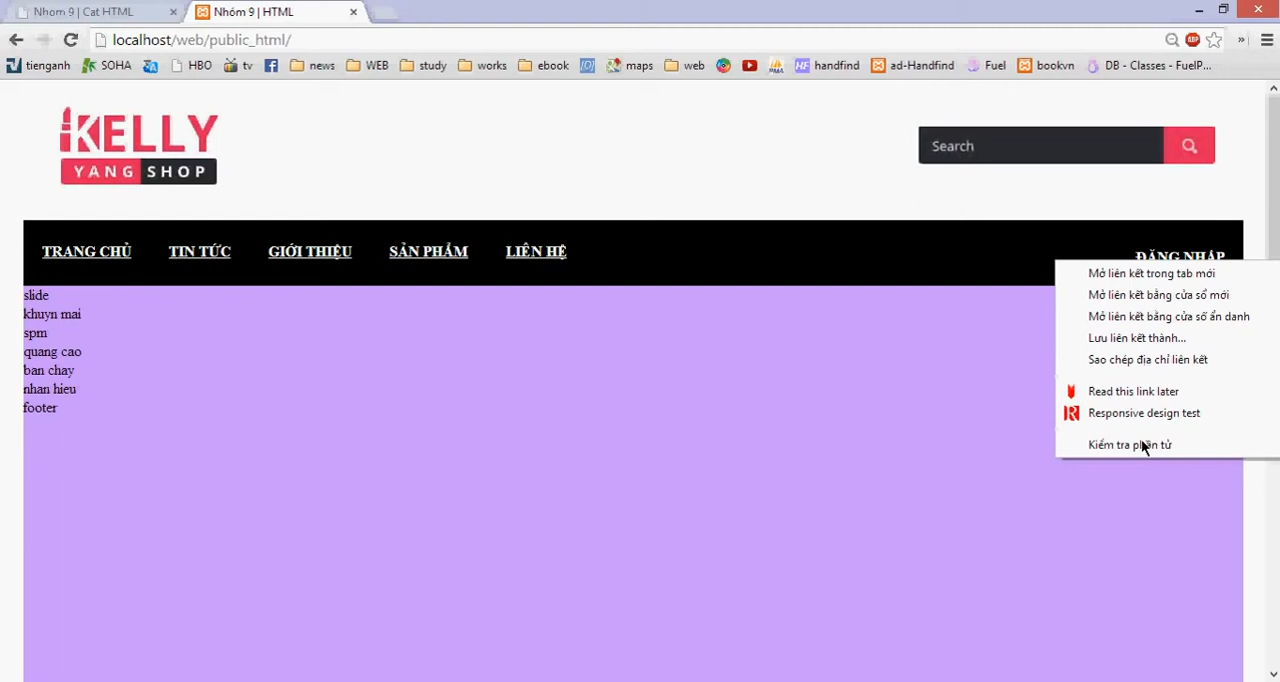 Nhom 9 | Cat HTML
Nhóm 9 | HTML
localhost/web/public_html/
ABP
»
tienganh
SOHA
HBO
tv
news
WEB
study
works
ebook
maps
web
PMA
HF handfind
ad-Handfind
Fuel
bookvn
DB - Classes - FuelP...
KELLY
YANG SHOP
Search
TRANG CHỦ TIN TỨC GIỚI THIỆU SẢN PHẨM LIÊN HỆ
ĐĂNG NHẬP
Mở liên kết trong tab mới
Mở liên kết bằng cửa sổ mới
Mở liên kết bằng cửa sổ ẩn danh
Lưu liên kết thành...
Sao chép địa chỉ liên kết
Read this link later
Responsive design test
Kiểm tra phần tử
slide
khuyn mai
spm
quang cao
ban chay
nhan hieu
footer